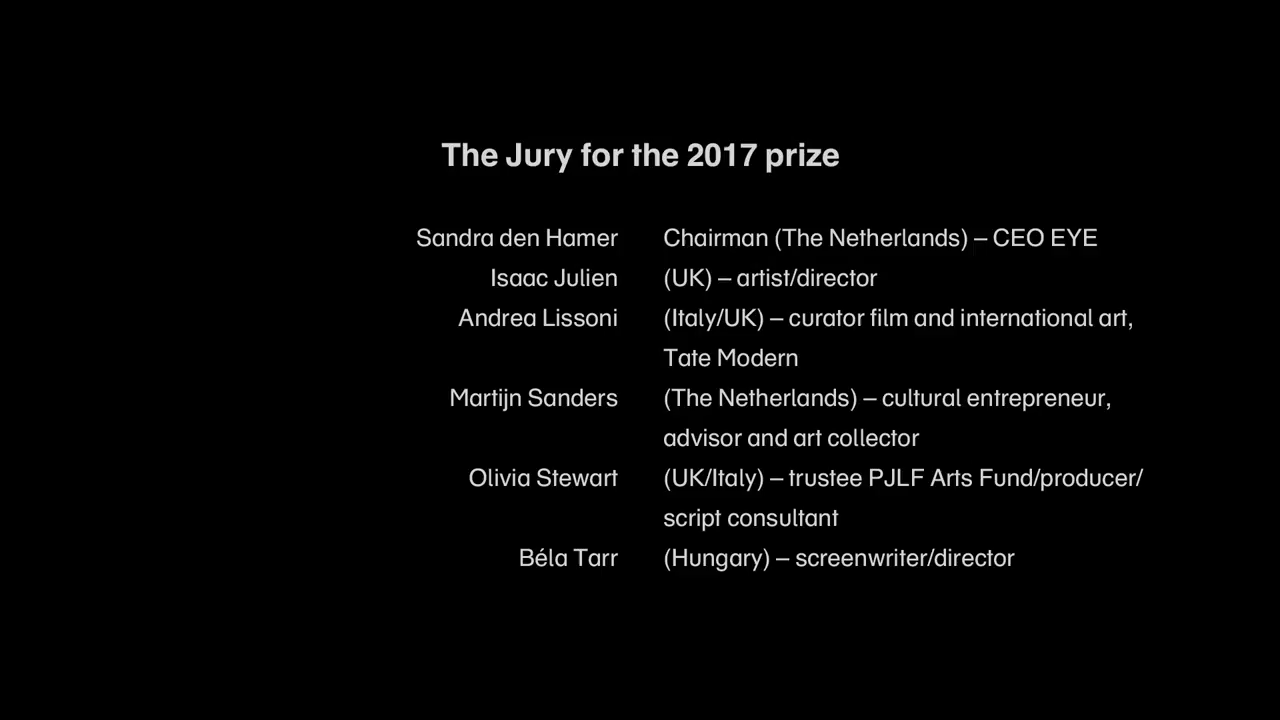 The Jury for the 2017 prize
Sandra den Hamer Chairman (The Netherlands) – CEO EYE
Isaac Julien (UK) – artist/director
Andrea Lissoni (Italy/UK) – curator film and international art,
Tate Modern
Martijn Sanders (The Netherlands) – cultural entrepreneur,
advisor and art collector
Olivia Stewart (UK/Italy) – trustee PJLF Arts Fund/producer/
script consultant
Béla Tarr (Hungary) – screenwriter/director